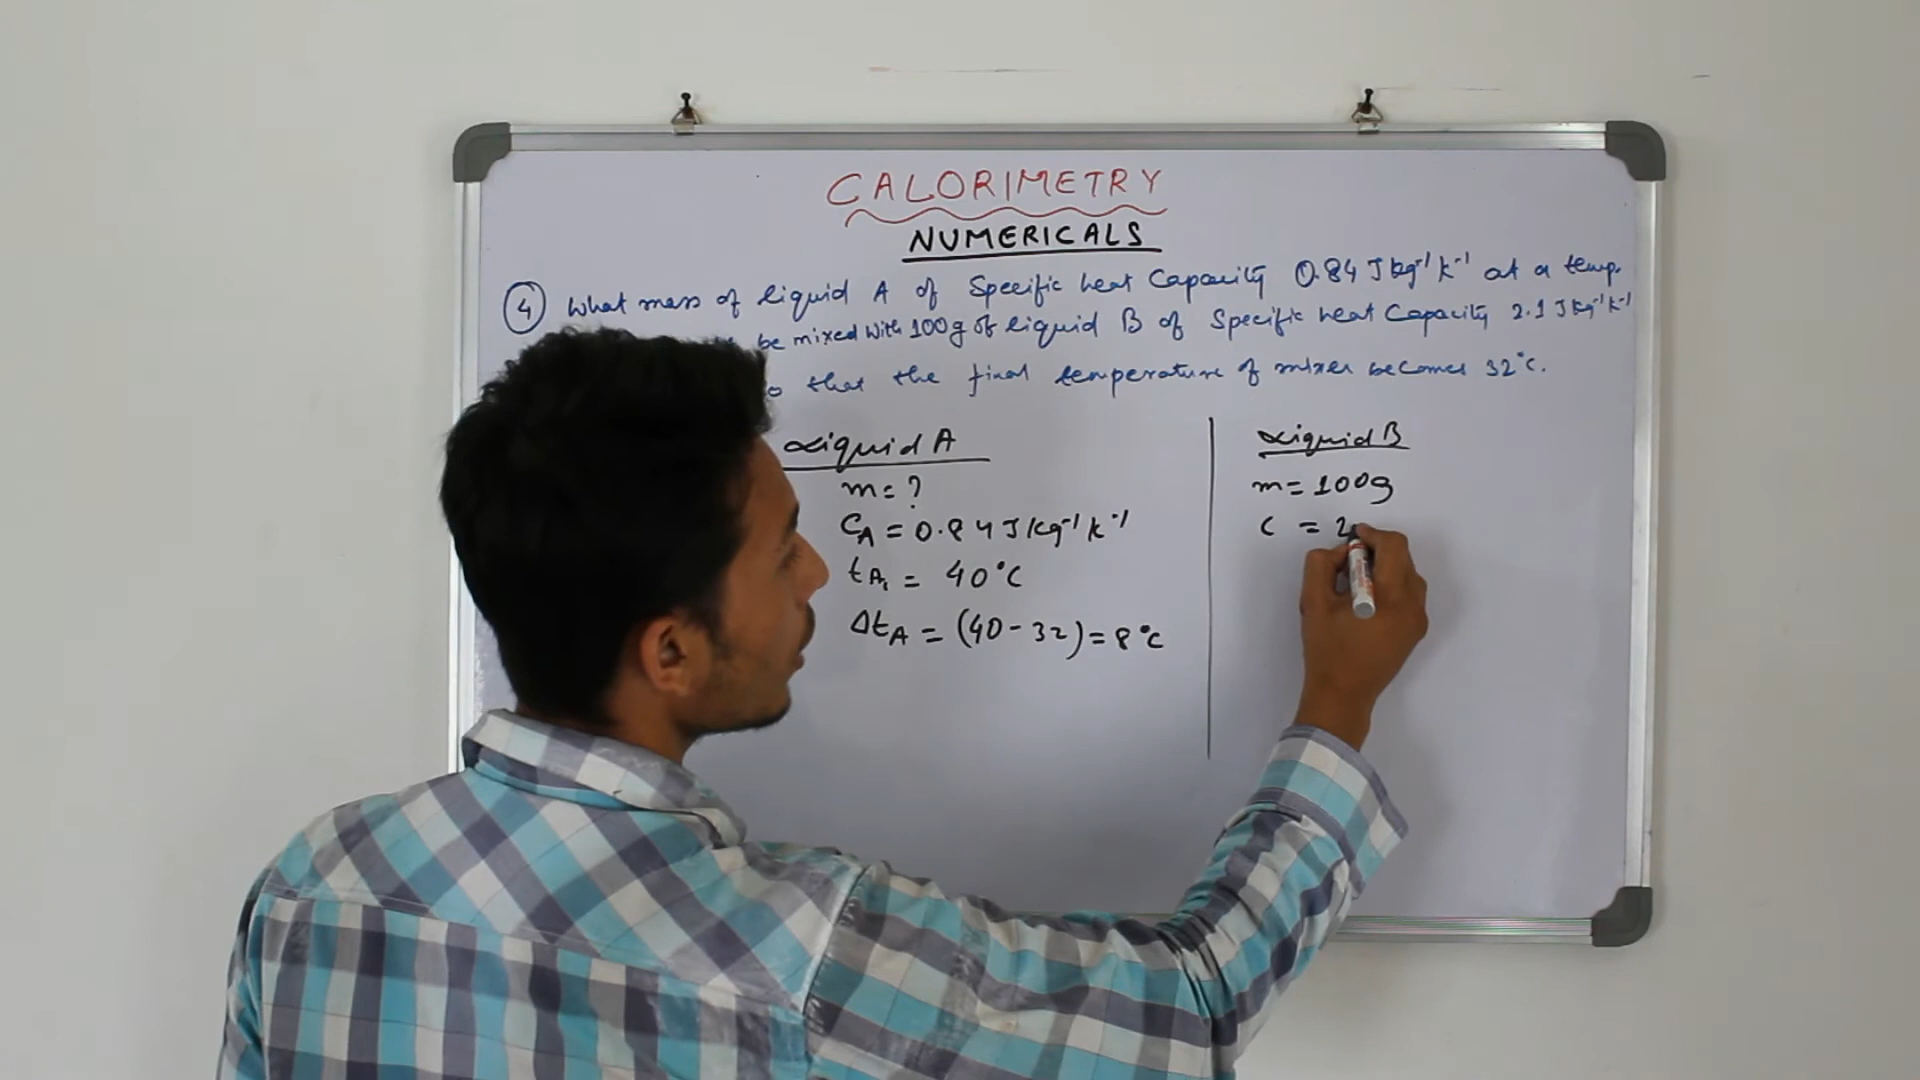 CALORIMETRY
NUMERICALS
④ What mass of liquid A of Specific heat Capacity 0.84 J kg⁻¹ k⁻¹ at a temp.
be mixed with 100g of liquid B of Specific heat Capacity 2.1 J kg⁻¹ k⁻¹
that the final temperature of mixer becomes 32°C.
Liquid A
m = ?
C_A = 0.84 J kg⁻¹ k⁻¹
t_A₁ = 40°C
Δt_A = (40 - 32) = 8°C
Liquid B
m = 100g
C = 2